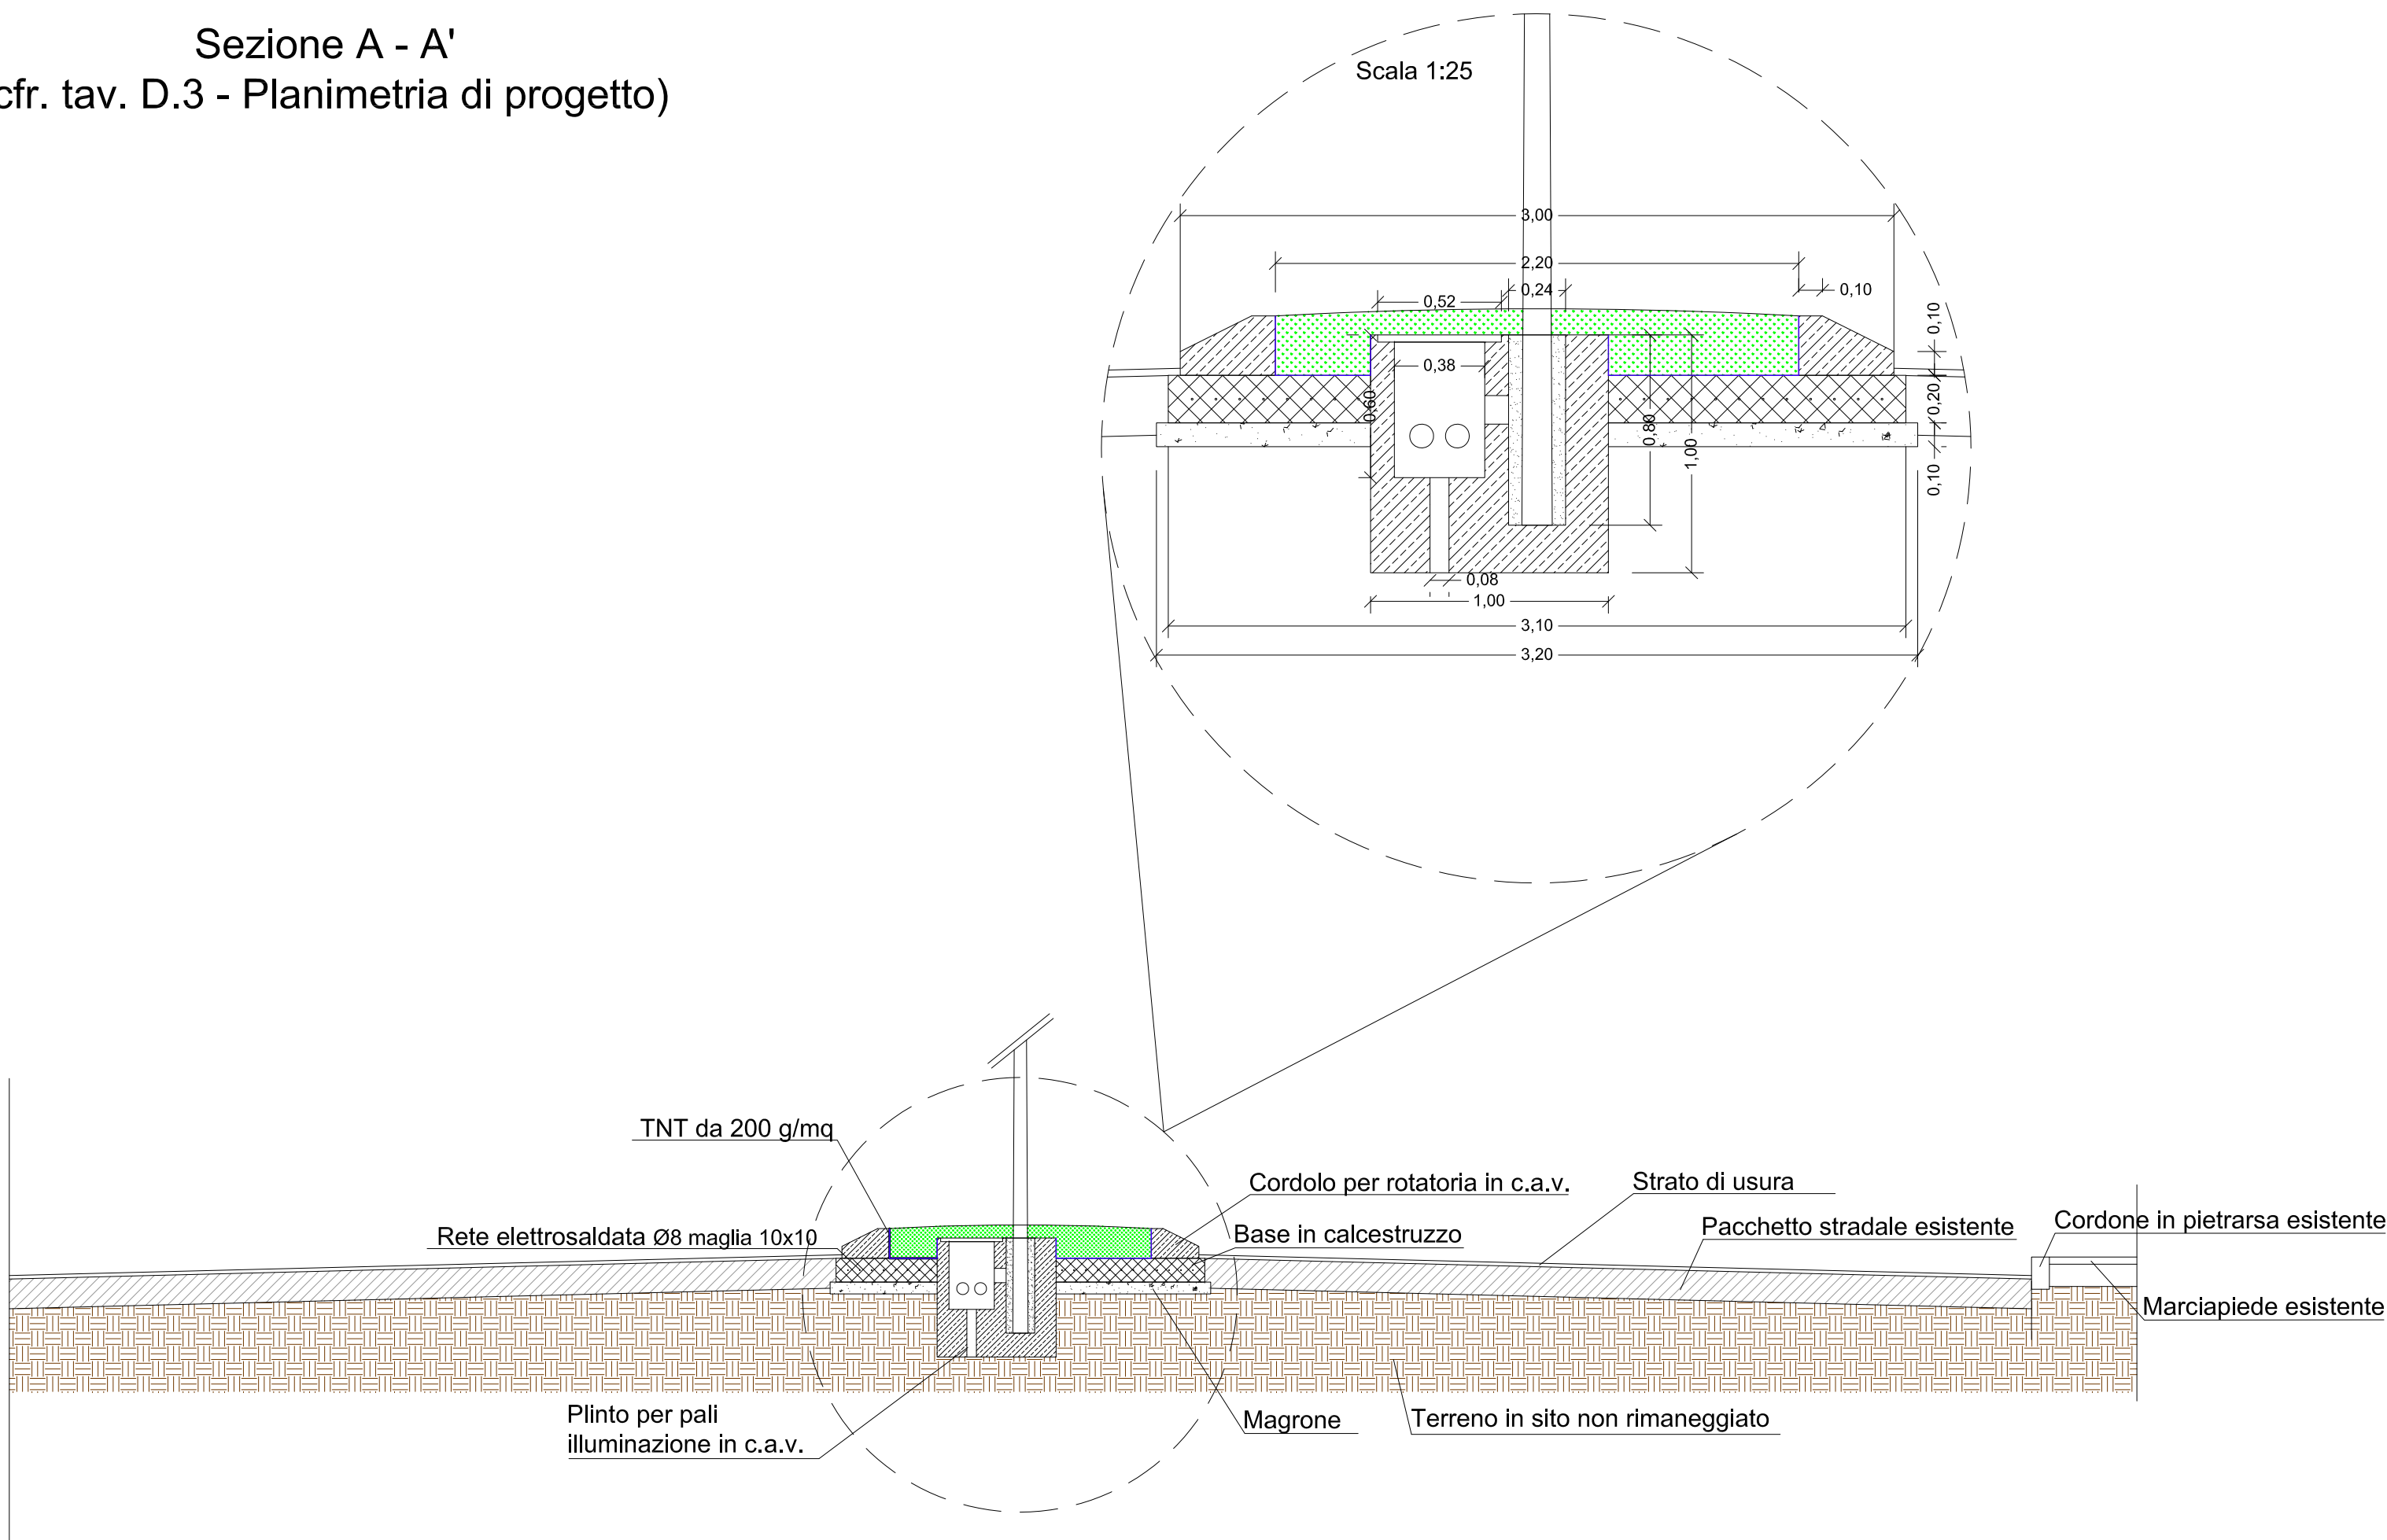 Sezione A - A'
cfr. tav. D.3 - Planimetria di progetto)
Scala 1:25
3,00
2,20
0,52
0,24
0,10
0,10
0,38
0,60
0,80
1,00
0,20
0,10
0,08
1,00
3,10
3,20
TNT da 200 g/mq
Rete elettrosaldata Ø8 maglia 10x10
Cordolo per rotatoria in c.a.v.
Base in calcestruzzo
Strato di usura
Pacchetto stradale esistente
Cordone in pietrarsa esistente
Marciapiede esistente
Plinto per pali
illuminazione in c.a.v.
Magrone
Terreno in sito non rimaneggiato